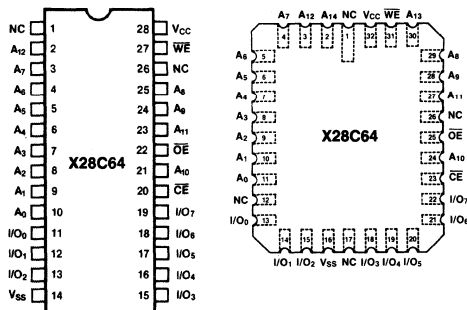 NC 1 28 VCC
A12 2 27 WE
A7 3 26 NC
A6 4 25 A8
A5 5 24 A9
A4 6 23 A11
A3 7 22 OE
X28C64
A2 8 21 A10
A1 9 20 CE
A0 10 19 I/O7
I/O0 11 18 I/O6
I/O1 12 17 I/O5
I/O2 13 16 I/O4
VSS 14 15 I/O3
A7 A12 A14 NC VCC WE A13
4 3 2 1 32 31 30
A6 5 29 A8
A5 6 28 A9
A4 7 27 A11
A3 8 26 NC
X28C64
A2 9 25 OE
A1 10 24 A10
A0 11 23 CE
NC 12 22 I/O7
I/O0 13 21 I/O6
14 15 16 17 18 19 20
I/O1 I/O2 VSS NC I/O3 I/O4 I/O5